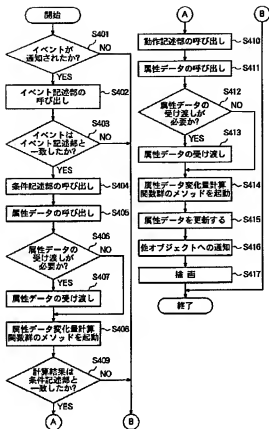 開始
S401
イベントが
通知されたか?
NO
YES
S402
イベント記述部の
呼び出し
S403
イベントは
イベント記述部と
一致したか?
NO
YES
条件記述部の呼び出し
S404
属性データの呼び出し
S405
S406
属性データの
受け渡しが
必要か?
NO
YES
S407
属性データの受け渡し
属性データ変化量計算
関数群のメソッドを起動
S408
S409
計算結果は
条件記述部と
一致したか?
NO
YES
A
B
A
B
動作記述部の呼び出し
S410
属性データの呼び出し
S411
S412
属性データの
受け渡しが
必要か?
NO
YES
S413
属性データの受け渡し
属性データ変化量計算
関数群のメソッドを起動
S414
属性データを更新する
S415
他オブジェクトへの通知
S416
描画
S417
終了